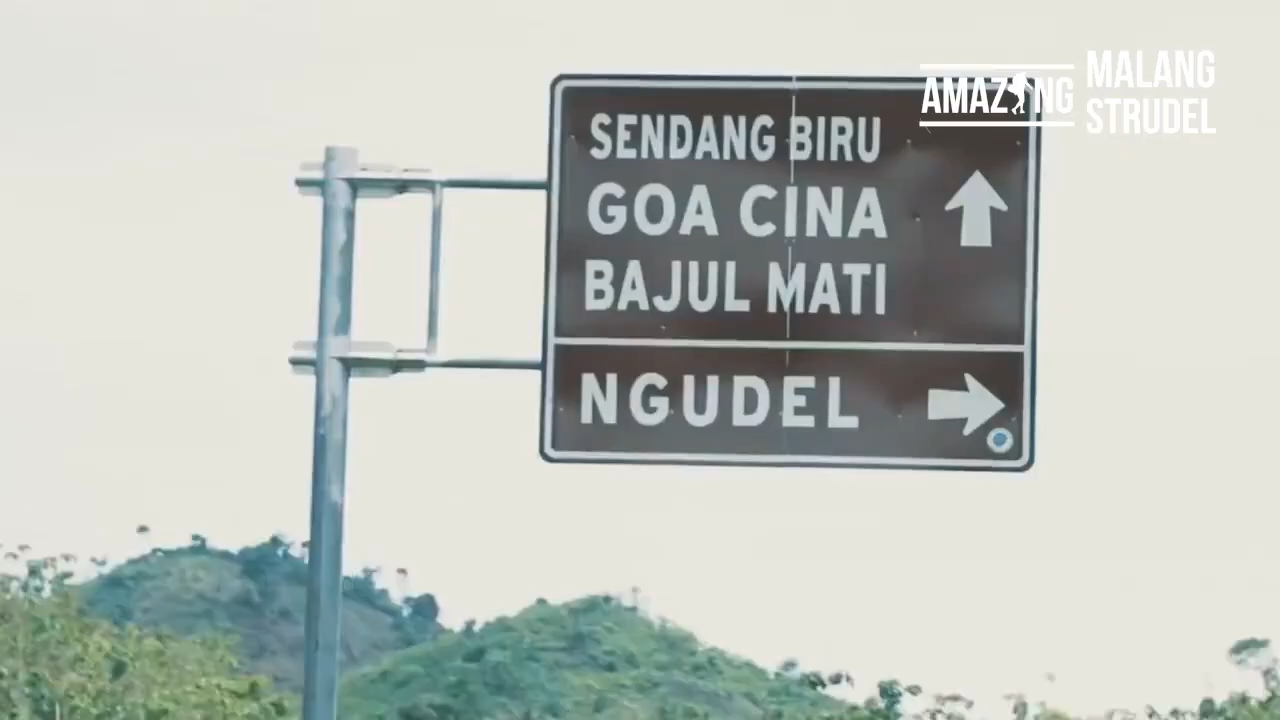 AMAZING
MALANG
STRUDEL
SENDANG BIRU
GOA CINA
BAJUL MATI
NGUDEL